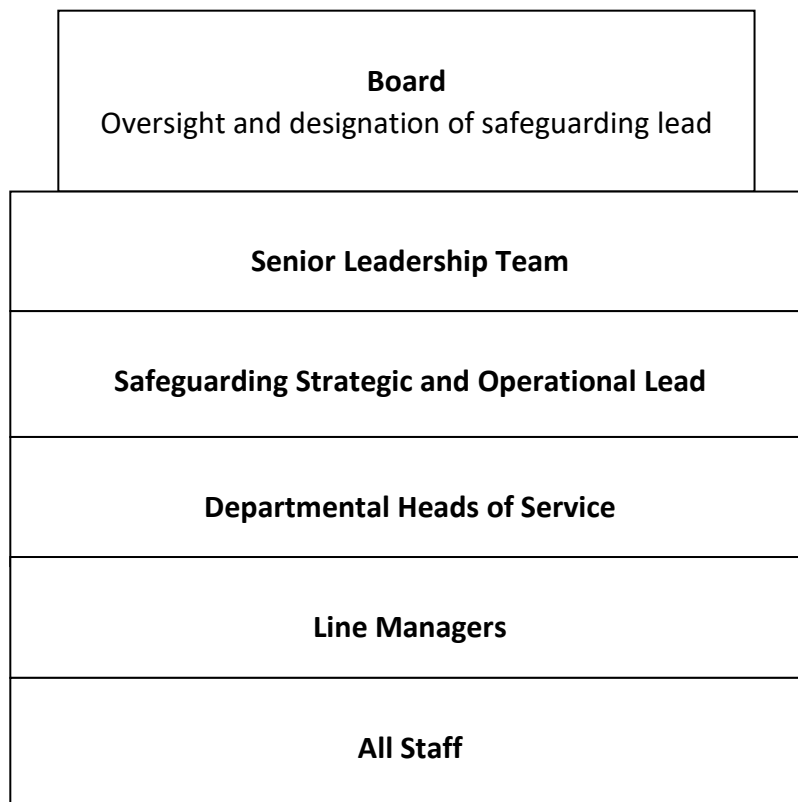 Board
Oversight and designation of safeguarding lead
Senior Leadership Team
Safeguarding Strategic and Operational Lead
Departmental Heads of Service
Line Managers
All Staff